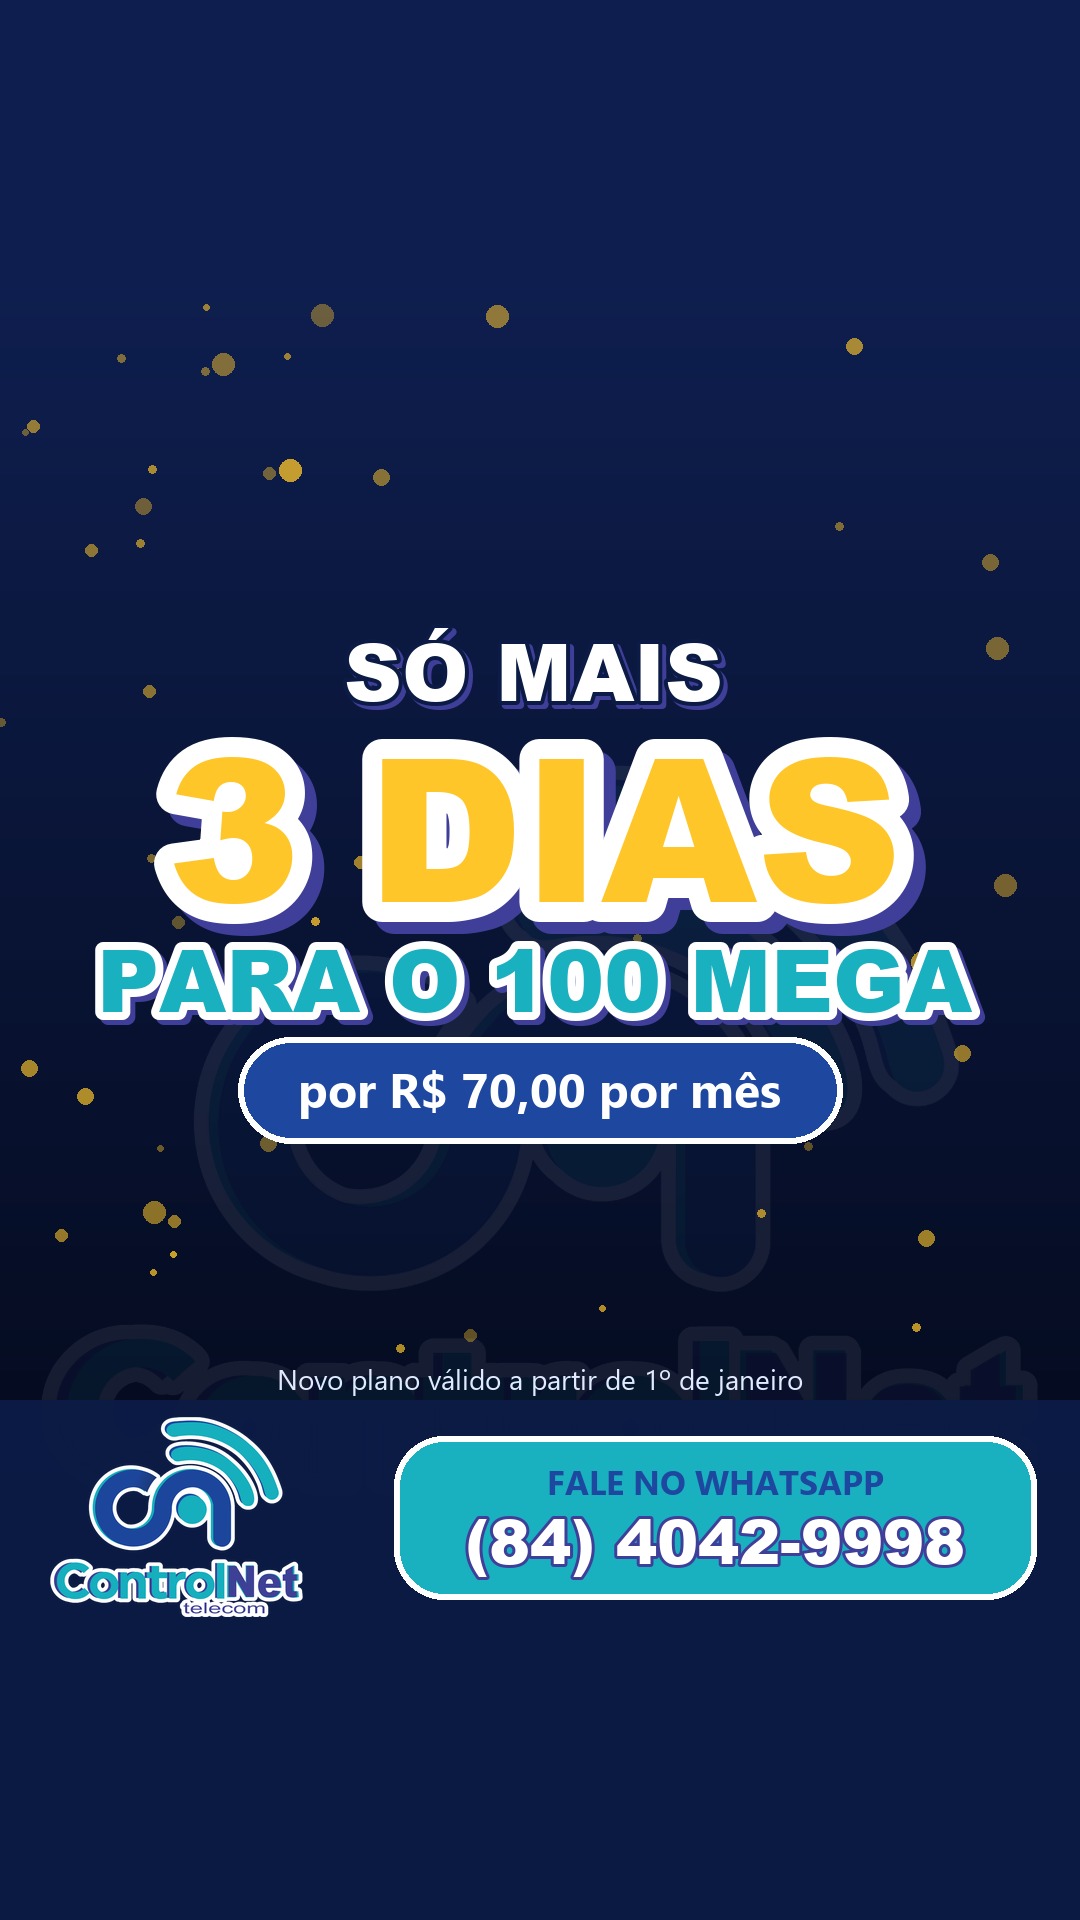 SÓ MAIS
3 DIAS
PARA O 100 MEGA
por R$ 70,00 por mês
Novo plano válido a partir de 1º de janeiro
FALE NO WHATSAPP
(84) 4042-9998
ControlNet
telecom